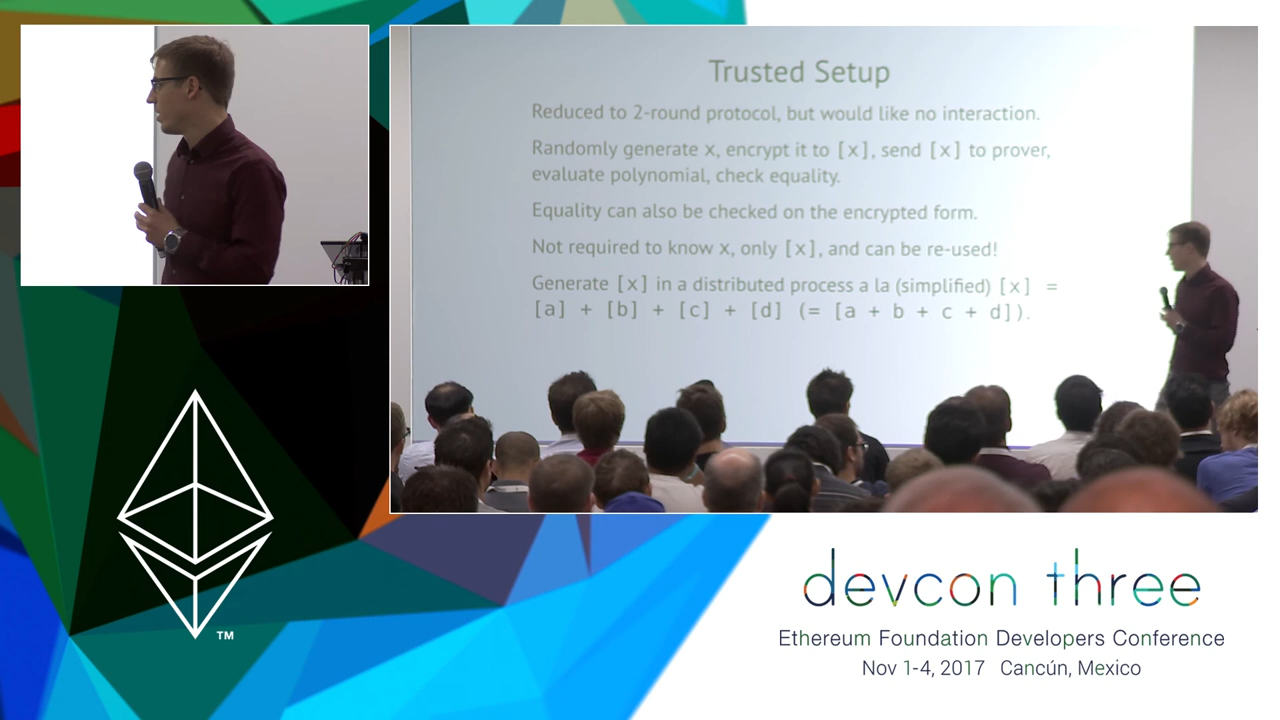 Trusted Setup
Reduced to 2-round protocol, but would like no interaction.
Randomly generate x, encrypt it to [x], send [x] to prover,
evaluate polynomial, check equality.
Equality can also be checked on the encrypted form.
Not required to know x, only [x], and can be re-used!
Generate [x] in a distributed process a la (simplified) [x] =
[a] + [b] + [c] + [d] (= [a + b + c + d]).
TM
devcon three
Ethereum Foundation Developers Conference
Nov 1-4, 2017 Cancún, Mexico